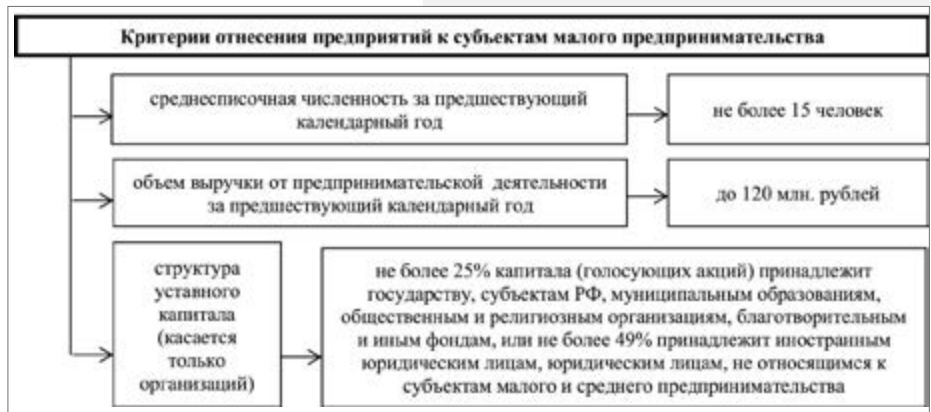 Критерии отнесения предприятий к субъектам малого предпринимательства
среднесписочная численность за предшествующий
календарный год
не более 15 человек
объем выручки от предпринимательской деятельности
за предшествующий календарный год
до 120 млн. рублей
структура
уставного
капитала
(касается
только
организаций)
не более 25% капитала (голосующих акций) принадлежит
государству, субъектам РФ, муниципальным образованиям,
общественным и религиозным организациям, благотворительным
и иным фондам, или не более 49% принадлежит иностранным
юридическим лицам, юридическим лицам, не относящимся к
субъектам малого и среднего предпринимательства